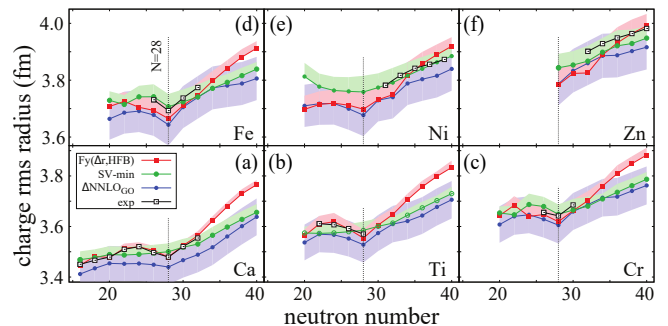 (d) (e) (f)
4.0
3.8
3.6
N=28
Fe Ni Zn
(a) (b) (c)
Fy(Δr,HFB)
SV-min
ΔNNLO_GO
exp
3.8
3.6
3.4
Ca Ti Cr
20 30 40 20 30 40 20 30 40
charge rms radius (fm)
neutron number